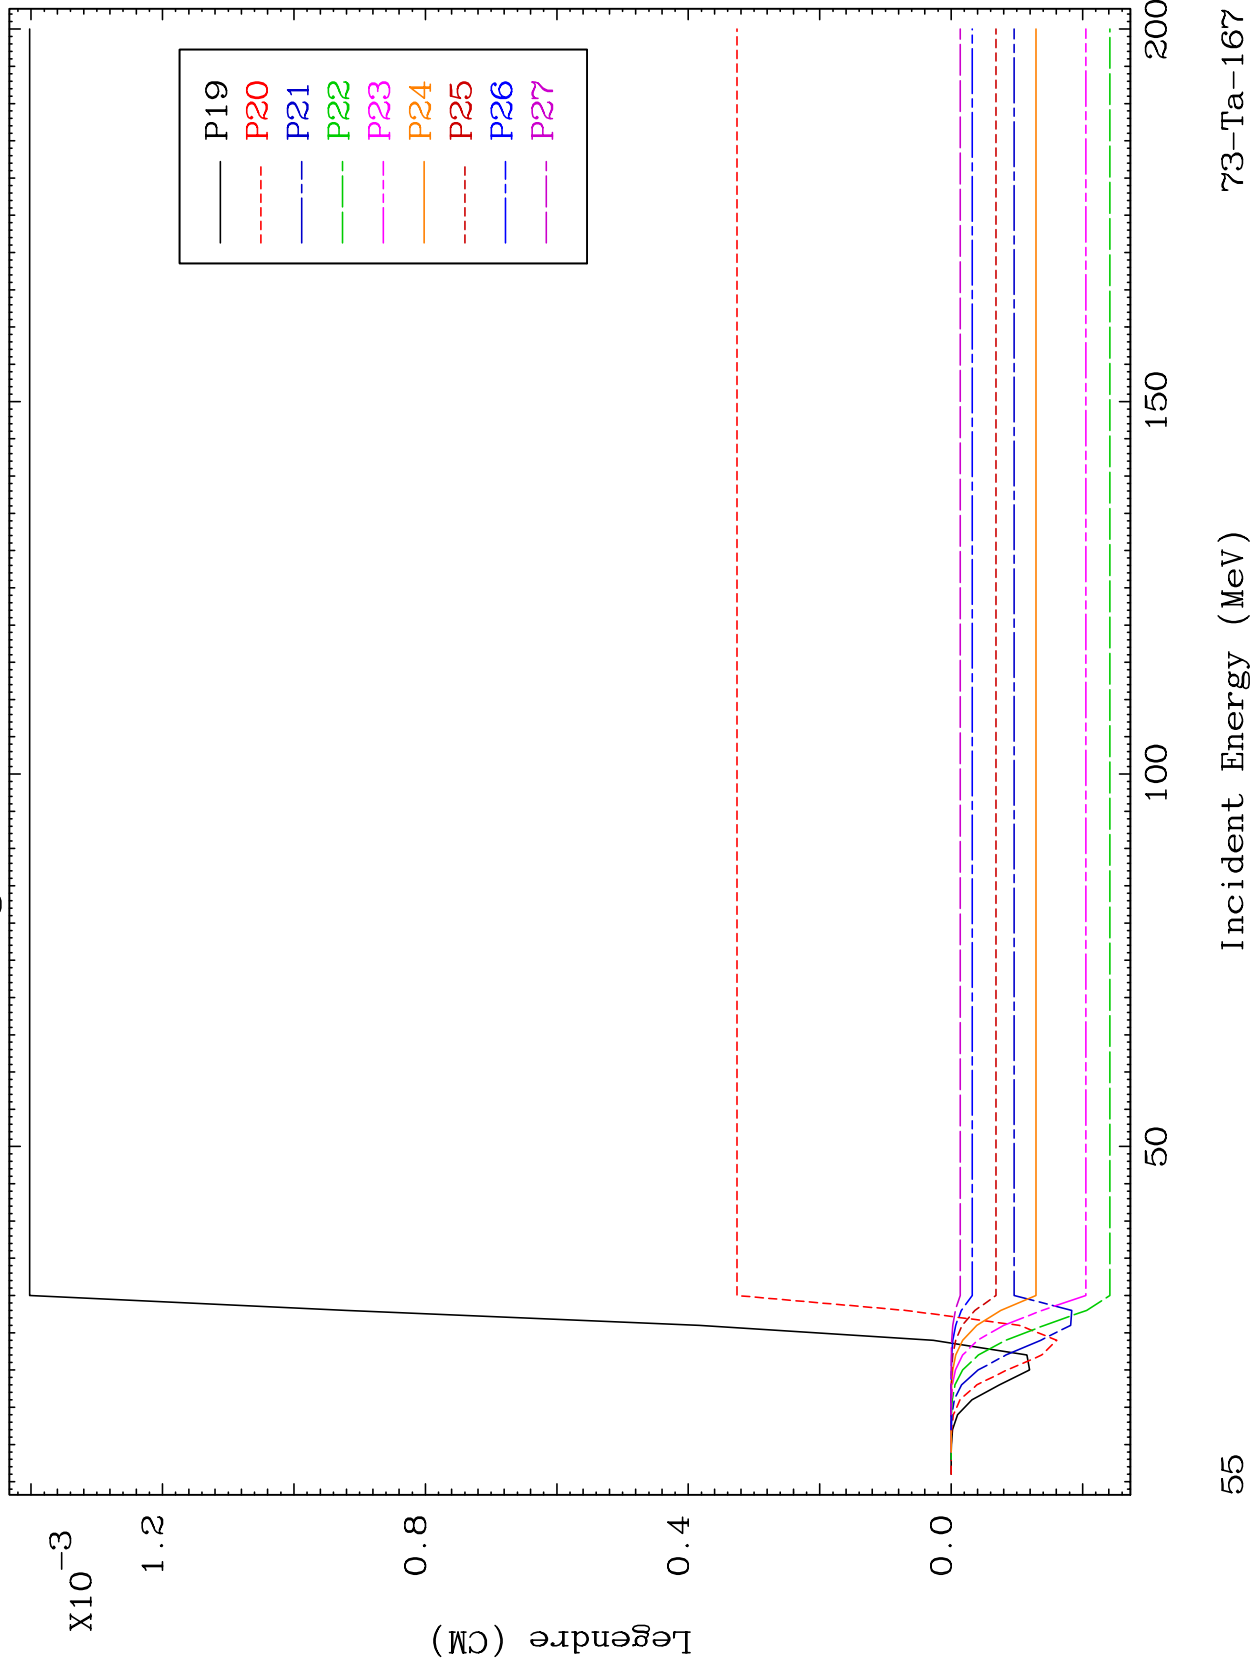 X10-3
1.2
0.8
0.4
0.0
Legendre (CM)
P19
P20
P21
P22
P23
P24
P25
P26
P27
50
100
150
200
55
Incident Energy (MeV)
73-Ta-167